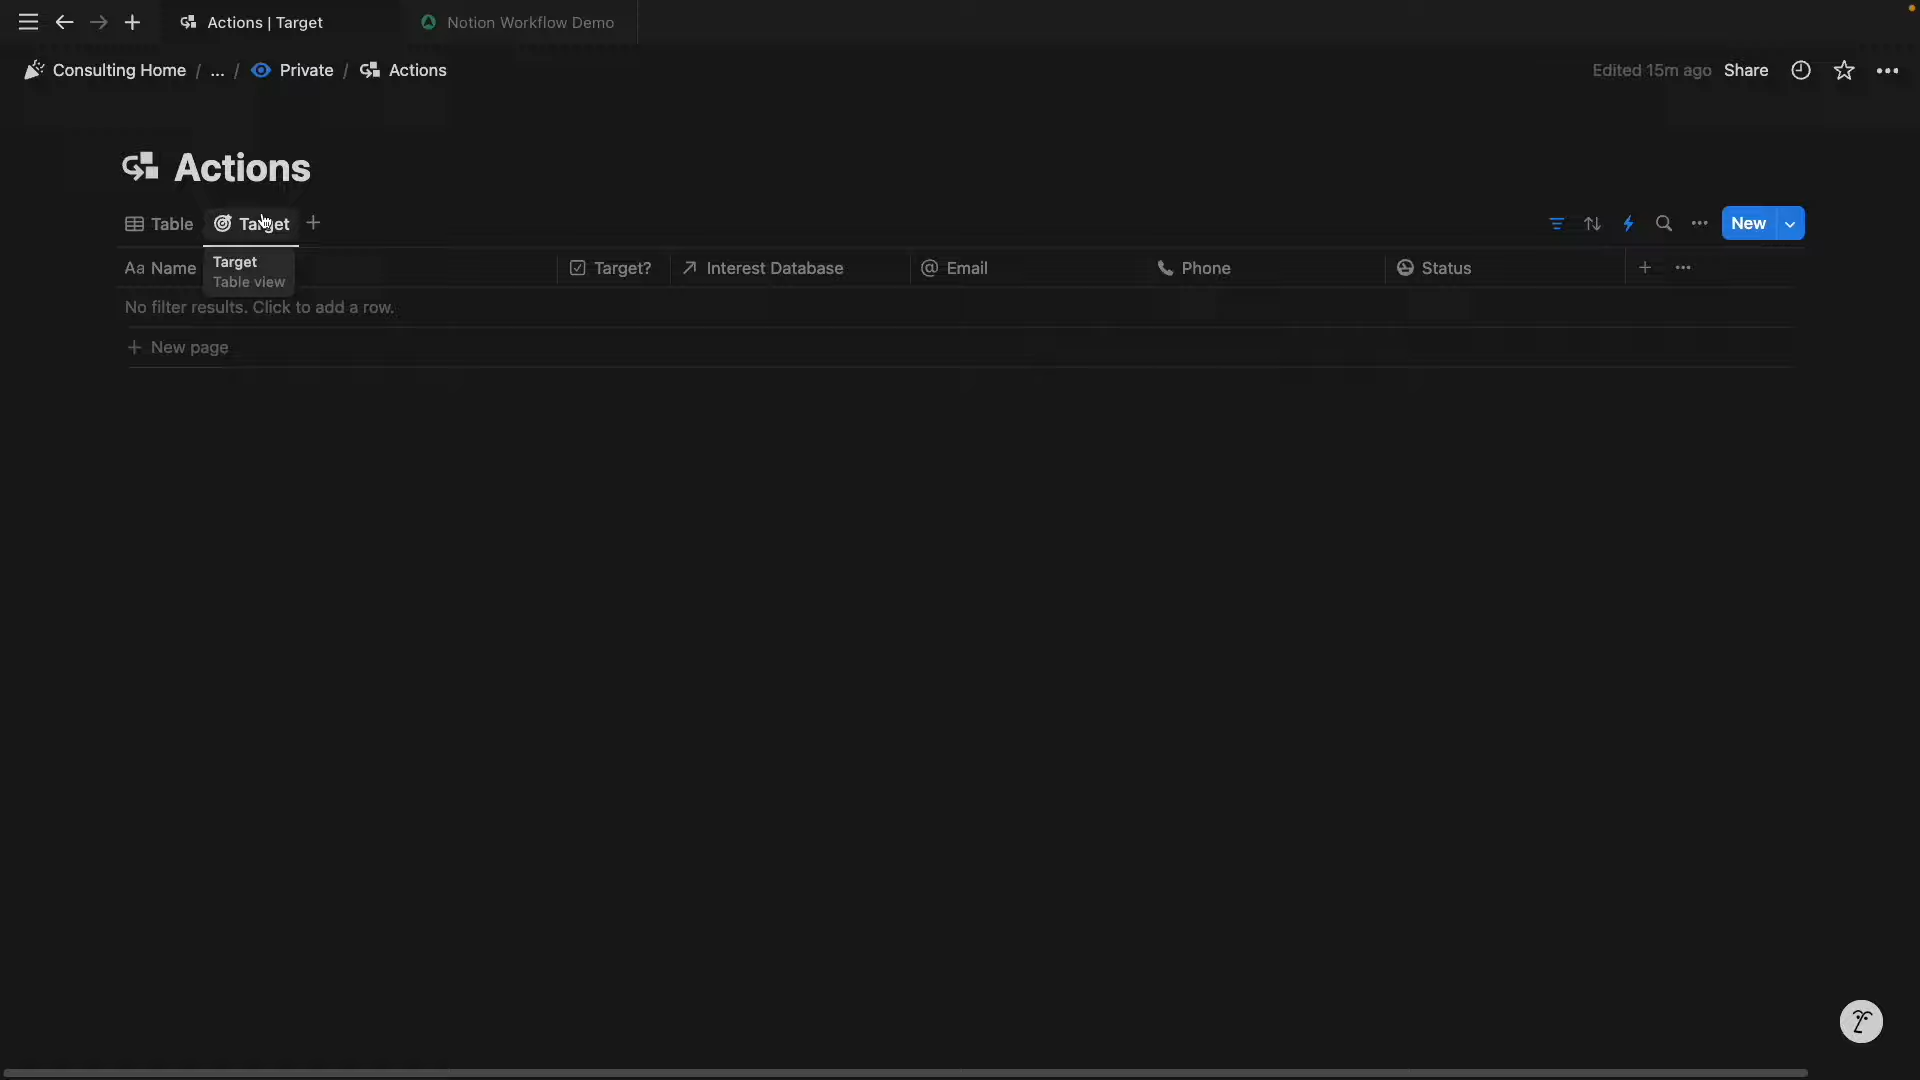 Actions | Target
Notion Workflow Demo
Consulting Home / ... / Private / Actions
Edited 15m ago Share
Actions
Table Target
New
Aa Name Target? Interest Database @ Email Phone Status
Target
Table view
No filter results. Click to add a row.
New page